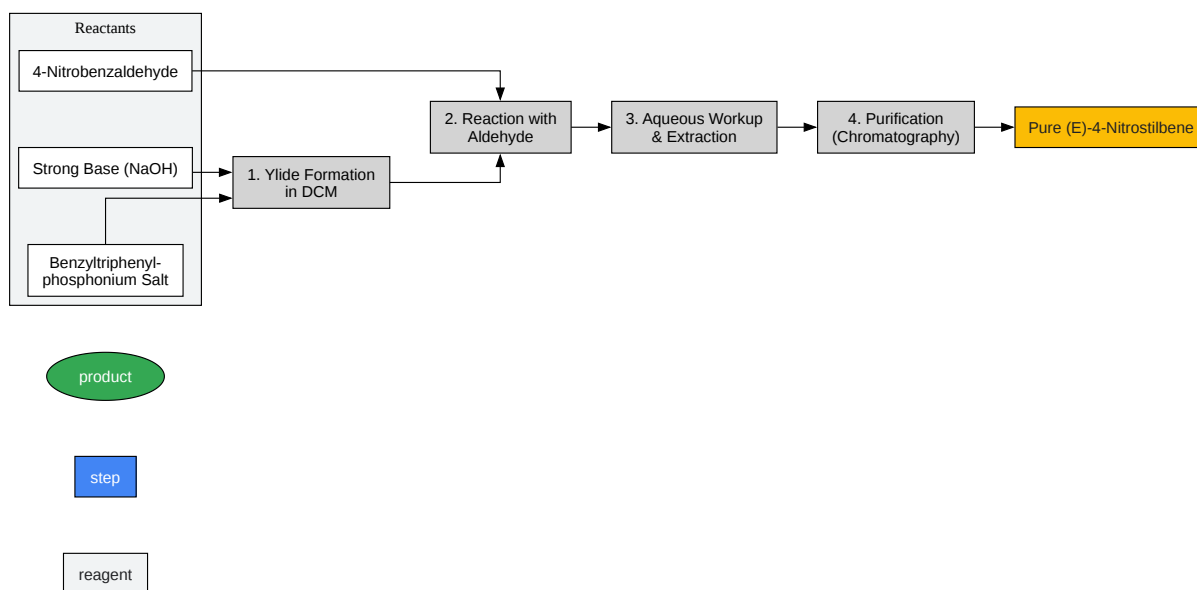 Reactants
4-Nitrobenzaldehyde
Strong Base (NaOH)
Benzyltriphenyl-
phosphonium Salt
1. Ylide Formation
in DCM
2. Reaction with
Aldehyde
3. Aqueous Workup
& Extraction
4. Purification
(Chromatography)
Pure (E)-4-Nitrostilbene
product
step
reagent